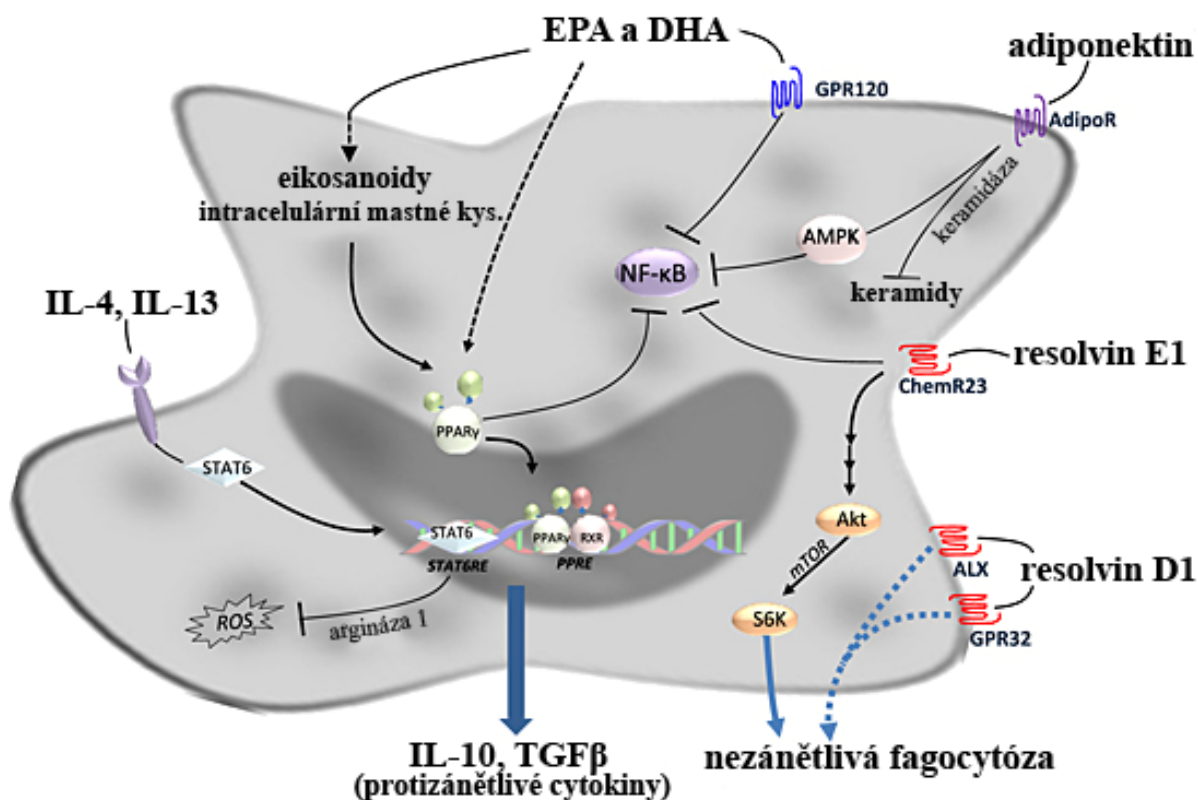 EPA a DHA
adiponektin
GPR120
AdipoR
eikosanoidy
intracelulární mastné kys.
keramidáza
AMPK
NF-κB
keramidy
IL-4, IL-13
resolvin E1
ChemR23
PPARγ
STAT6
Akt
STAT6
PPARγ
RXR
STAT6RE
PPRE
mTOR
ALX
resolvin D1
ROS
argináza 1
S6K
GPR32
IL-10, TGFβ
(protizánětlivé cytokiny)
nezánětlivá fagocytóza